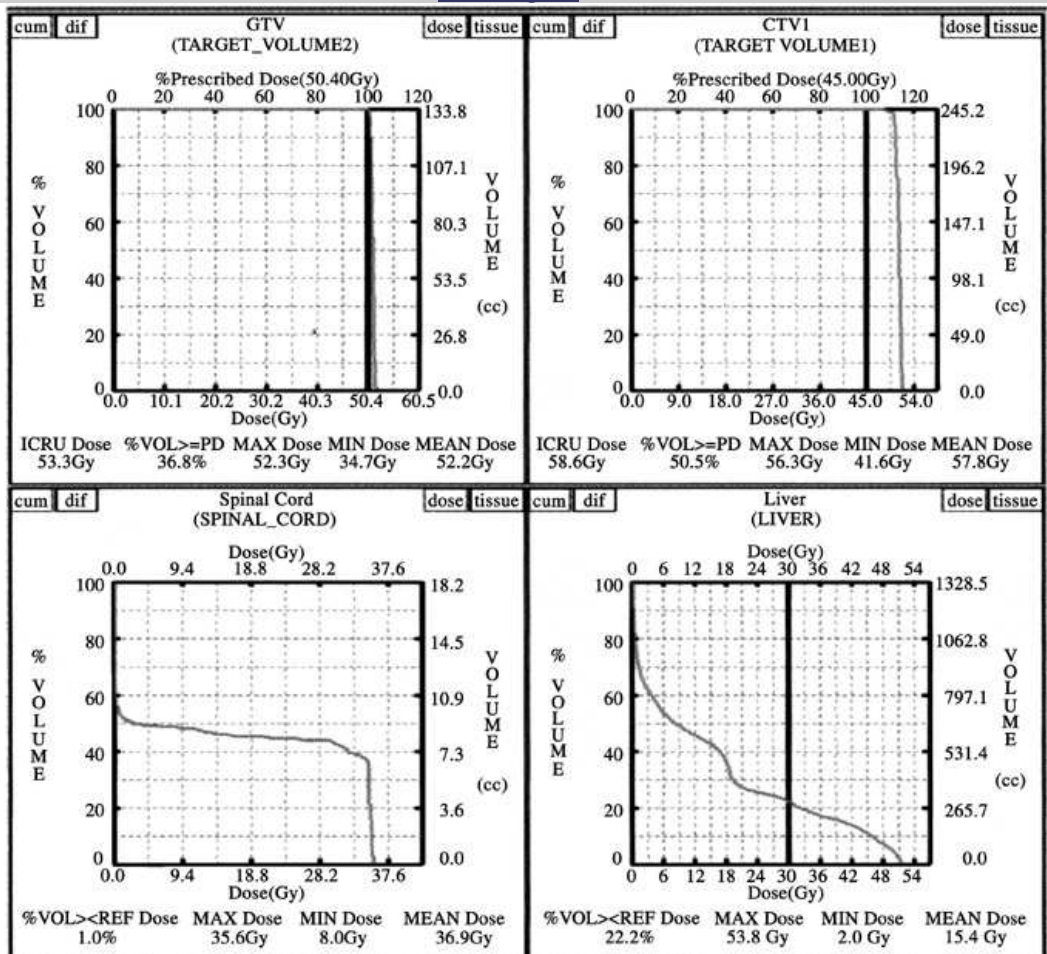 cum dif GTV dose tissue
(TARGET_VOLUME2)
%Prescribed Dose(50.40Gy)
0 20 40 60 80 100 120
100 133.8
80 107.1
60 80.3
40 53.5
20 26.8
0 0.0
% VOLUME
VOLUME (cc)
0.0 10.1 20.2 30.2 40.3 50.4 60.5
Dose(Gy)
ICRU Dose %VOL>=PD MAX Dose MIN Dose MEAN Dose
53.3Gy 36.8% 52.3Gy 34.7Gy 52.2Gy
cum dif CTV1 dose tissue
(TARGET VOLUME1)
%Prescribed Dose(45.00Gy)
0 20 40 60 80 100 120
100 245.2
80 196.2
60 147.1
40 98.1
20 49.0
0 0.0
% VOLUME
VOLUME (cc)
0.0 9.0 18.0 27.0 36.0 45.0 54.0
Dose(Gy)
ICRU Dose %VOL>=PD MAX Dose MIN Dose MEAN Dose
58.6Gy 50.5% 56.3Gy 41.6Gy 57.8Gy
cum dif Spinal Cord dose tissue
(SPINAL_CORD)
Dose(Gy)
0.0 9.4 18.8 28.2 37.6
100 18.2
80 14.5
60 10.9
40 7.3
20 3.6
0 0.0
% VOLUME
VOLUME (cc)
0.0 9.4 18.8 28.2 37.6
Dose(Gy)
%VOL><REF Dose MAX Dose MIN Dose MEAN Dose
1.0% 35.6Gy 8.0Gy 36.9Gy
cum dif Liver dose tissue
(LIVER)
Dose(Gy)
0 6 12 18 24 30 36 42 48 54
100 1328.5
80 1062.8
60 797.1
40 531.4
20 265.7
0 0.0
% VOLUME
VOLUME (cc)
0 6 12 18 24 30 36 42 48 54
Dose(Gy)
%VOL><REF Dose MAX Dose MIN Dose MEAN Dose
22.2% 53.8 Gy 2.0 Gy 15.4 Gy